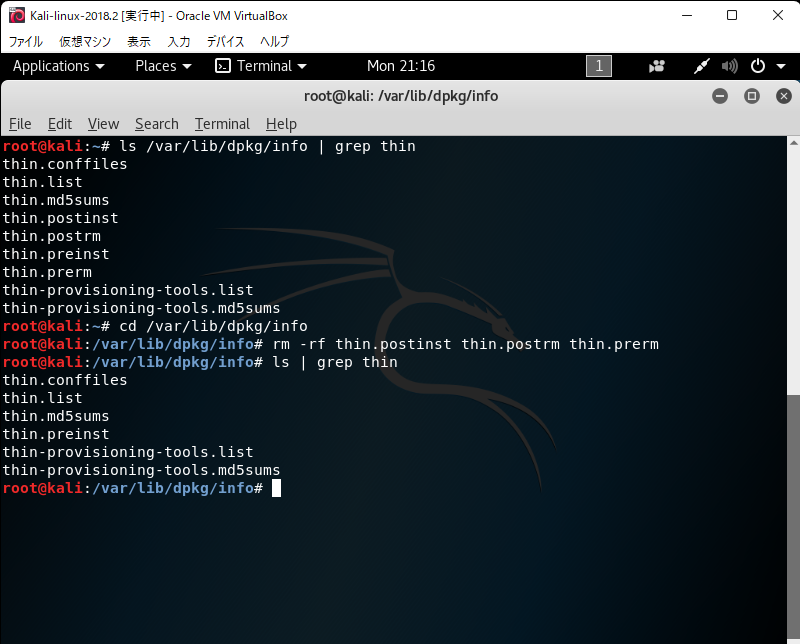 Kali-linux-2018.2 [実行中] - Oracle VM VirtualBox
ファイル 仮想マシン 表示 入力 デバイス ヘルプ
Applications Places Terminal Mon 21:16 1
root@kali: /var/lib/dpkg/info
File Edit View Search Terminal Help
root@kali:~# ls /var/lib/dpkg/info | grep thin
thin.conffiles
thin.list
thin.md5sums
thin.postinst
thin.postrm
thin.preinst
thin.prerm
thin-provisioning-tools.list
thin-provisioning-tools.md5sums
root@kali:~# cd /var/lib/dpkg/info
root@kali:/var/lib/dpkg/info# rm -rf thin.postinst thin.postrm thin.prerm
root@kali:/var/lib/dpkg/info# ls | grep thin
thin.conffiles
thin.list
thin.md5sums
thin.preinst
thin-provisioning-tools.list
thin-provisioning-tools.md5sums
root@kali:/var/lib/dpkg/info#